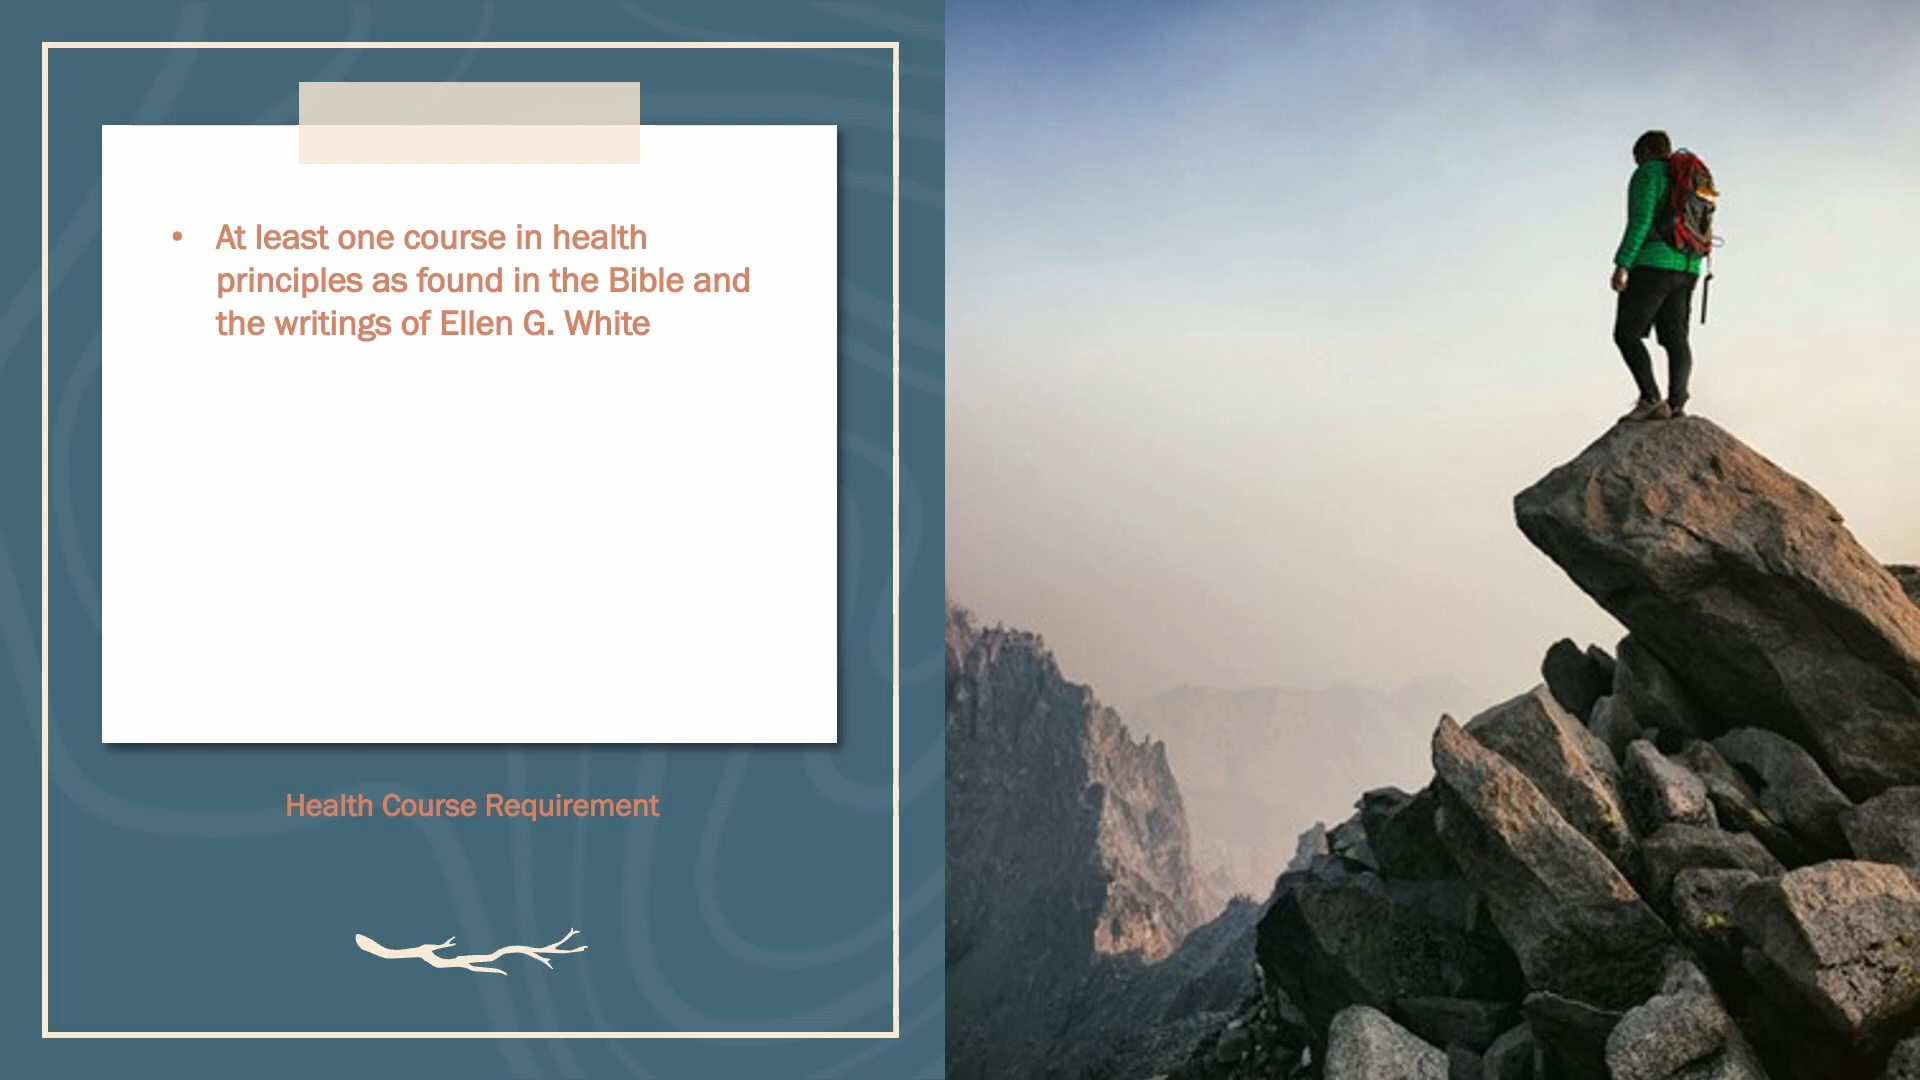 • At least one course in health
principles as found in the Bible and
the writings of Ellen G. White
Health Course Requirement